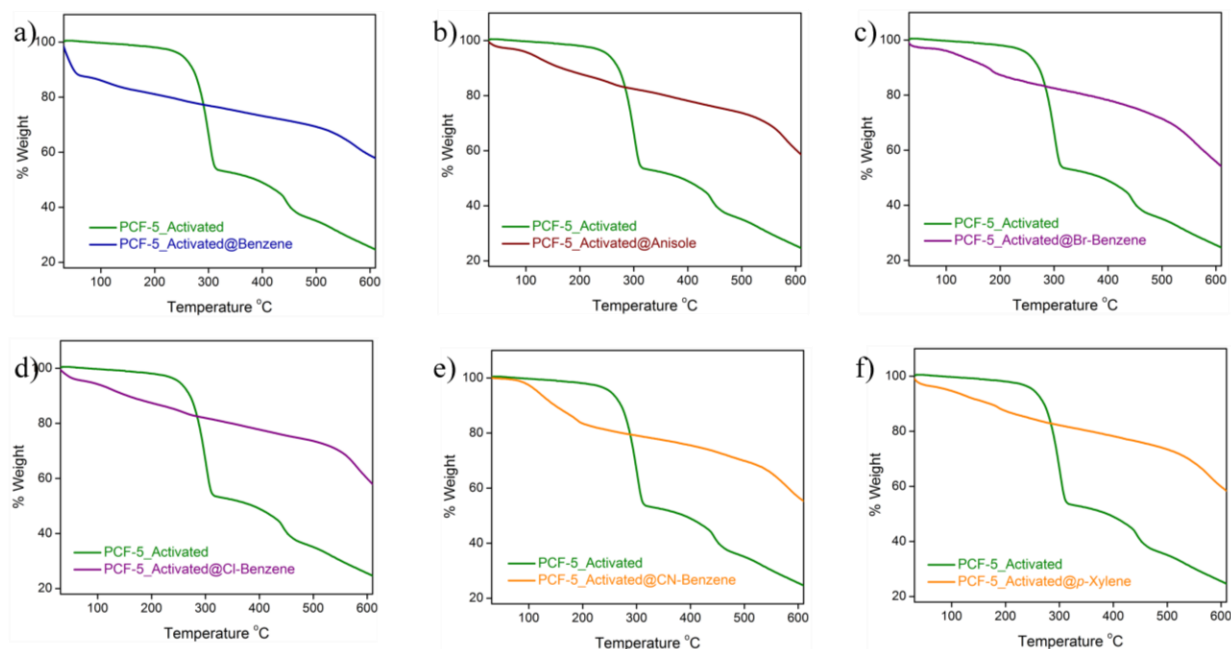 a)
100
80
60
40
20
% Weight
PCF-5_Activated
PCF-5_Activated@Benzene
100 200 300 400 500 600
Temperature °C
b)
100
80
60
40
20
% Weight
PCF-5_Activated
PCF-5_Activated@Anisole
100 200 300 400 500 600
Temperature °C
c)
100
80
60
40
20
% Weight
PCF-5_Activated
PCF-5_Activated@Br-Benzene
100 200 300 400 500 600
Temperature °C
d)
100
80
60
40
20
% Weight
PCF-5_Activated
PCF-5_Activated@Cl-Benzene
100 200 300 400 500 600
Temperature °C
e)
100
80
60
40
20
% Weight
PCF-5_Activated
PCF-5_Activated@CN-Benzene
100 200 300 400 500 600
Temperature °C
f)
100
80
60
40
20
% Weight
PCF-5_Activated
PCF-5_Activated@p-Xylene
100 200 300 400 500 600
Temperature °C